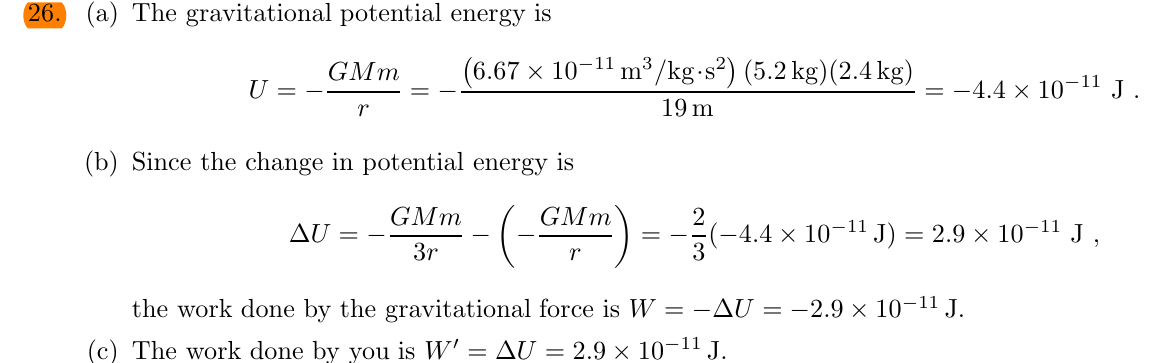 26. (a) The gravitational potential energy is
U = −GMm/r = −(6.67 × 10⁻¹¹ m³/kg·s²) (5.2 kg)(2.4 kg)/19 m = −4.4 × 10⁻¹¹ J .
(b) Since the change in potential energy is
ΔU = −GMm/3r − (−GMm/r) = −2/3(−4.4 × 10⁻¹¹ J) = 2.9 × 10⁻¹¹ J ,
the work done by the gravitational force is W = −ΔU = −2.9 × 10⁻¹¹ J.
(c) The work done by you is W′ = ΔU = 2.9 × 10⁻¹¹ J.